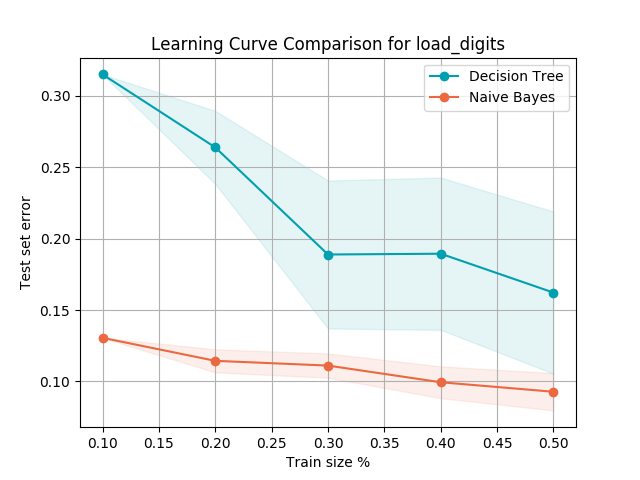 Learning Curve Comparison for load_digits
Decision Tree
Naive Bayes
Test set error
0.30
0.25
0.20
0.15
0.10
0.10 0.15 0.20 0.25 0.30 0.35 0.40 0.45 0.50
Train size %